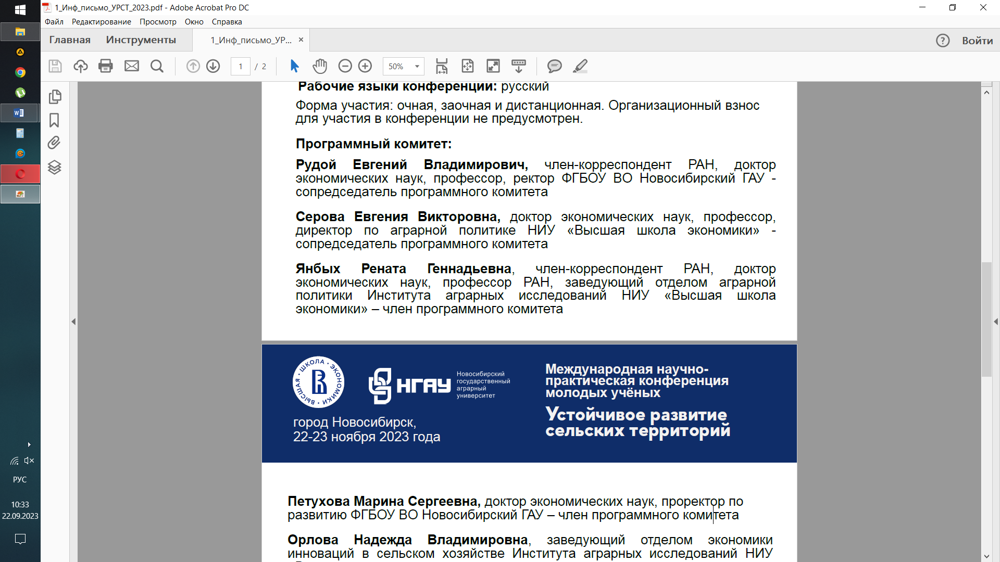 1_Инф_письмо_УРСТ_2023.pdf - Adobe Acrobat Pro DC
Файл Редактирование Просмотр Окно Справка
Главная Инструменты 1_Инф_письмо_УР... × ? Войти
1 / 2 50%
Рабочие языки конференции: русский
Форма участия: очная, заочная и дистанционная. Организационный взнос
для участия в конференции не предусмотрен.
Программный комитет:
Рудой Евгений Владимирович, член-корреспондент РАН, доктор
экономических наук, профессор, ректор ФГБОУ ВО Новосибирский ГАУ -
сопредседатель программного комитета
Серова Евгения Викторовна, доктор экономических наук, профессор,
директор по аграрной политике НИУ «Высшая школа экономики» -
сопредседатель программного комитета
Янбых Рената Геннадьевна, член-корреспондент РАН, доктор
экономических наук, профессор РАН, заведующий отделом аграрной
политики Института аграрных исследований НИУ «Высшая школа
экономики» – член программного комитета
ВЫСШАЯ • ШКОЛА • ЭКОНОМИКИ •
НГАУ
Новосибирский
государственный
аграрный
университет
город Новосибирск,
22-23 ноября 2023 года
Международная научно-
практическая конференция
молодых учёных
Устойчивое развитие
сельских территорий
Петухова Марина Сергеевна, доктор экономических наук, проректор по
развитию ФГБОУ ВО Новосибирский ГАУ – член программного комитета
Орлова Надежда Владимировна, заведующий отделом экономики
инноваций в сельском хозяйстве Института аграрных исследований НИУ
РУС
10:33
22.09.2023